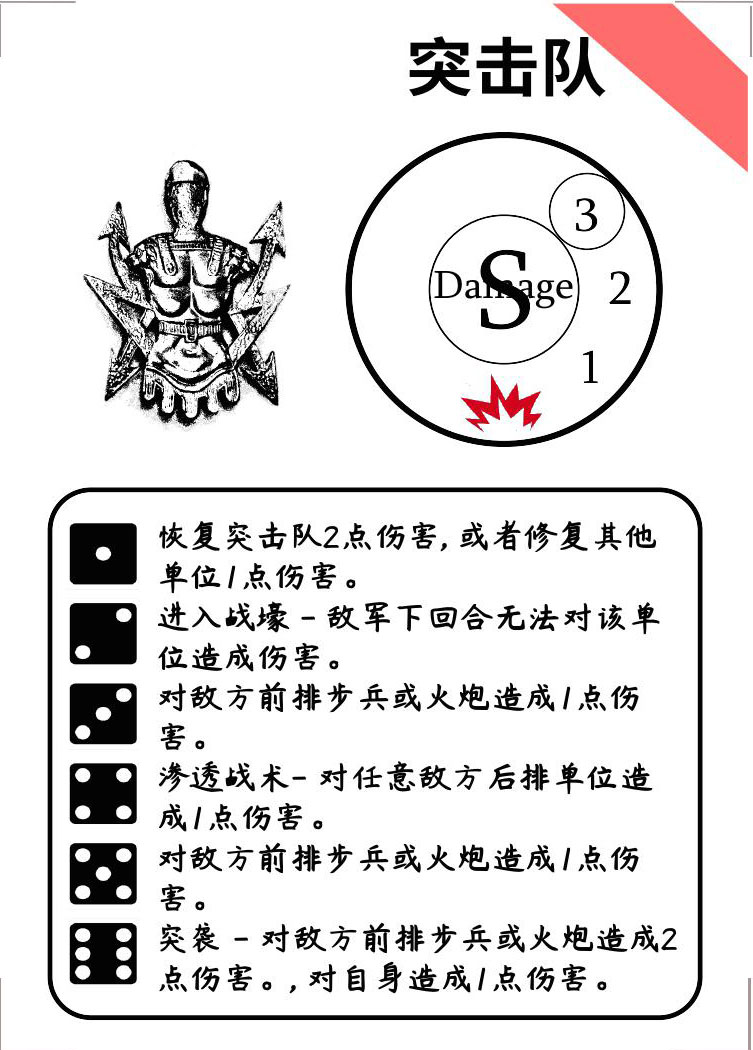 突击队
3
S
Damage
2
1
恢复突击队2点伤害,或者修复其他
单位1点伤害。
进入战壕 - 敌军下回合无法对该单
位造成伤害。
对敌方前排步兵或火炮造成1点伤
害。
渗透战术- 对任意敌方后排单位造
成1点伤害。
对敌方前排步兵或火炮造成1点伤
害。
突袭 - 对敌方前排步兵或火炮造成2
点伤害。,对自身造成1点伤害。